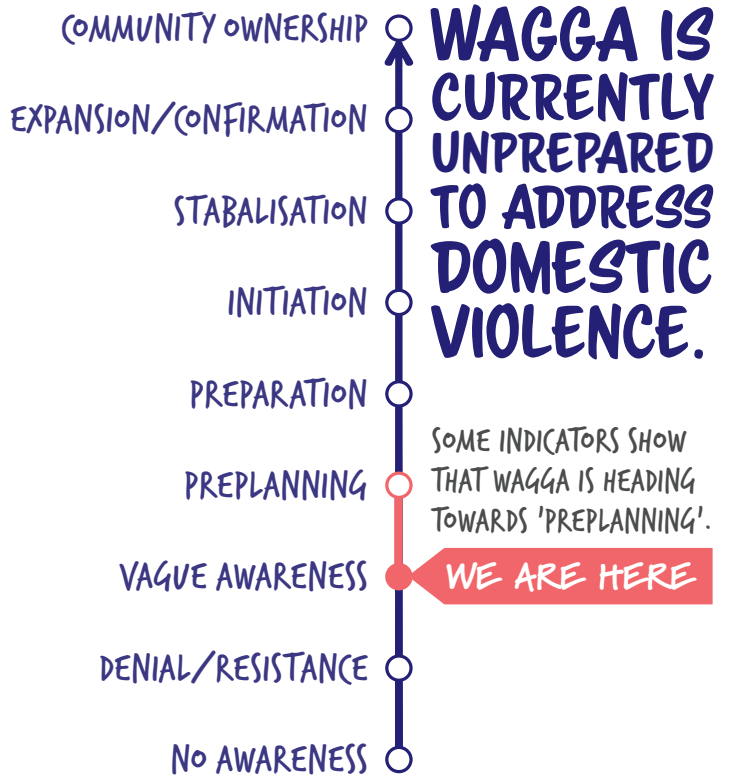 COMMUNITY OWNERSHIP
EXPANSION/CONFIRMATION
STABALISATION
INITIATION
PREPARATION
PREPLANNING
VAGUE AWARENESS
DENIAL/RESISTANCE
NO AWARENESS
WAGGA IS
CURRENTLY
UNPREPARED
TO ADDRESS
DOMESTIC
VIOLENCE.
SOME INDICATORS SHOW
THAT WAGGA IS HEADING
TOWARDS 'PREPLANNING'.
WE ARE HERE